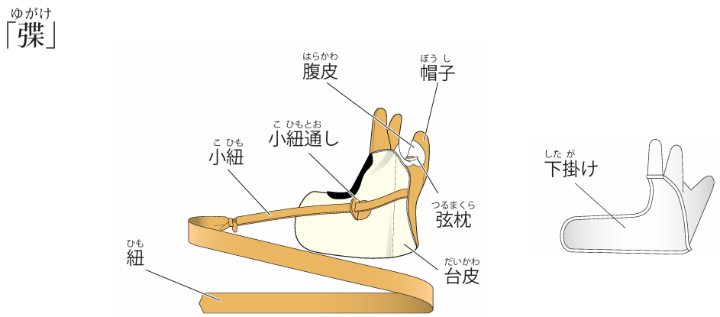 ゆがけ
「弽」
はらかわ
腹皮
ぼうし
帽子
こひもとお
小紐通し
こひも
小紐
つるまくら
弦枕
ひも
紐
だいかわ
台皮
したが
下掛け